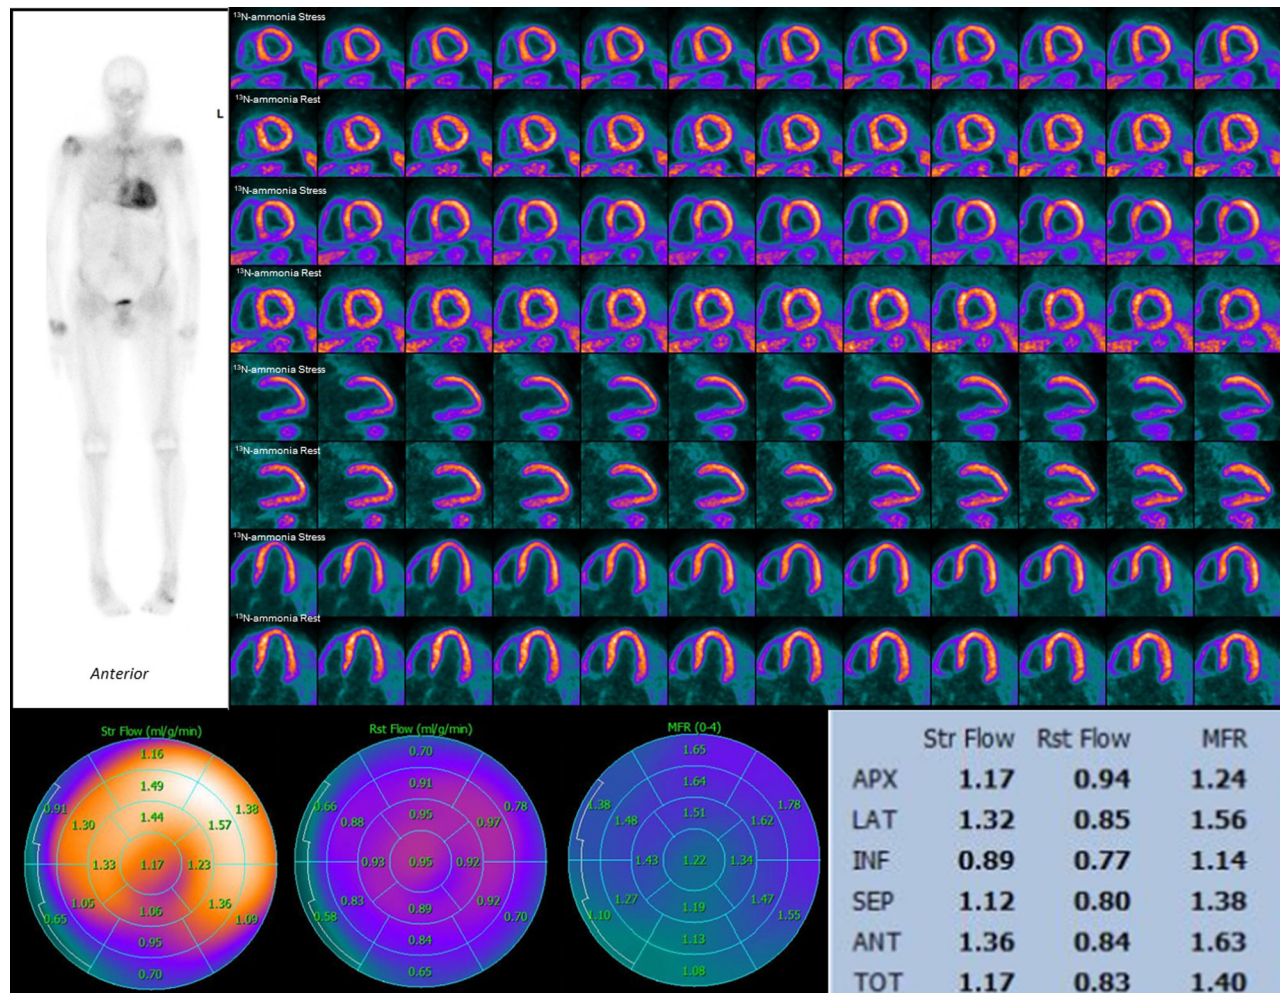 ¹³N-ammonia Stress
L
¹³N-ammonia Rest
¹³N-ammonia Stress
¹³N-ammonia Rest
¹³N-ammonia Stress
¹³N-ammonia Rest
¹³N-ammonia Stress
¹³N-ammonia Rest
Anterior
Str Flow (ml/g/min)
1.16
1.49
0.91 1.38
1.44
1.30 1.57
1.33 1.17 1.23
1.05 1.36
1.06
0.65 1.09
0.95
0.70
Rst Flow (ml/g/min)
0.70
0.91
0.66 0.78
0.95
0.88 0.97
0.93 0.95 0.92
0.83 0.92
0.89
0.58 0.70
0.84
0.65
MFR (0-4)
1.65
1.64
1.38 1.78
1.51
1.48 1.62
1.43 1.22 1.34
1.27 1.47
1.19
1.10 1.55
1.13
1.08
Str Flow Rst Flow MFR
APX 1.17 0.94 1.24
LAT 1.32 0.85 1.56
INF 0.89 0.77 1.14
SEP 1.12 0.80 1.38
ANT 1.36 0.84 1.63
TOT 1.17 0.83 1.40